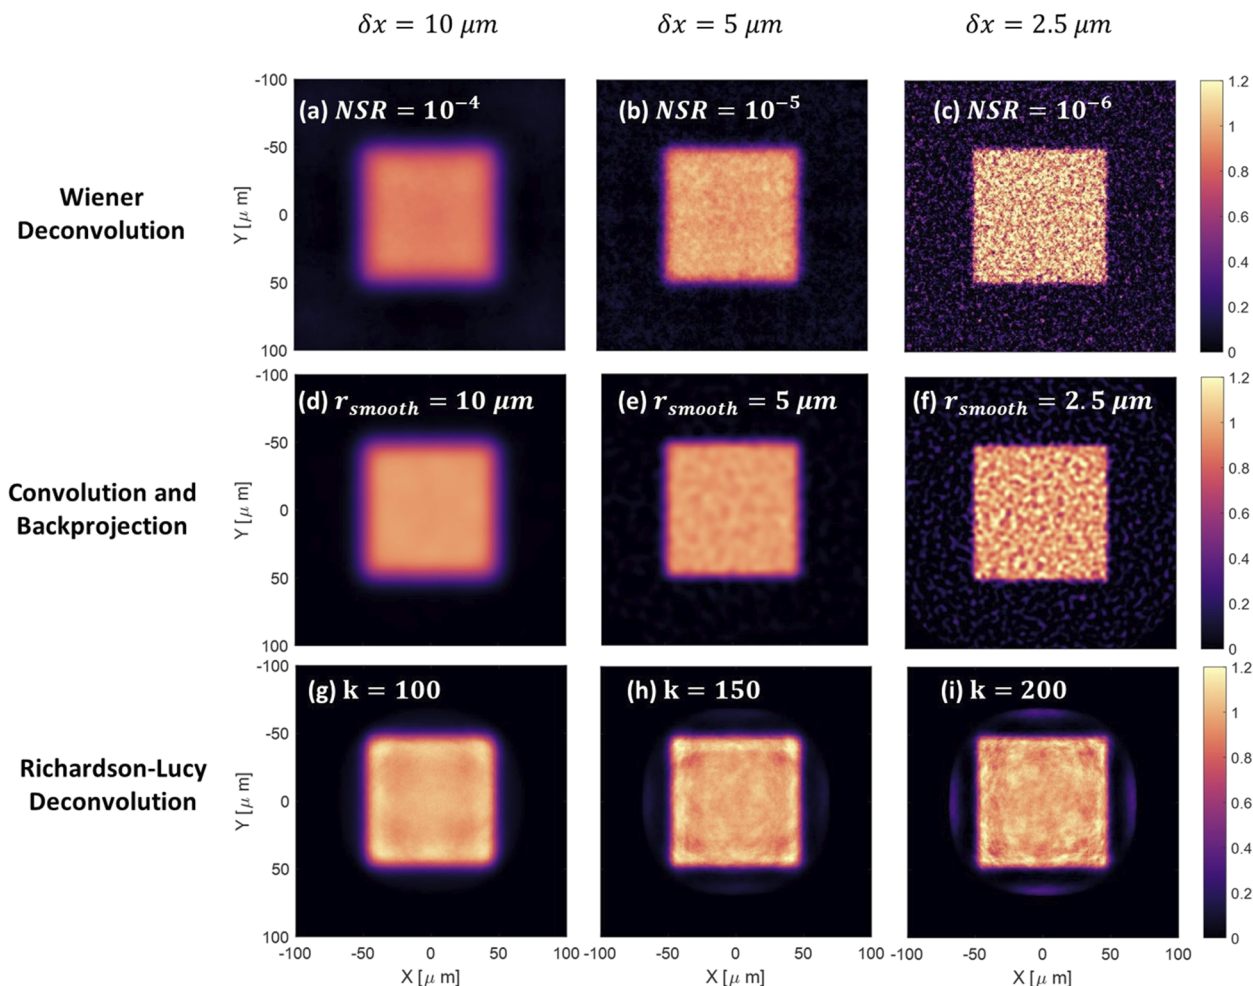 δx = 10 μm
δx = 5 μm
δx = 2.5 μm
Wiener
Deconvolution
Y [μ m]
-100
-50
0
50
100
(a) NSR = 10⁻⁴
(b) NSR = 10⁻⁵
(c) NSR = 10⁻⁶
1.2
1
0.8
0.6
0.4
0.2
0
Convolution and
Backprojection
Y [μ m]
-100
-50
0
50
100
(d) r_smooth = 10 μm
(e) r_smooth = 5 μm
(f) r_smooth = 2.5 μm
1.2
1
0.8
0.6
0.4
0.2
0
Richardson-Lucy
Deconvolution
Y [μ m]
-100
-50
0
50
100
(g) k = 100
(h) k = 150
(i) k = 200
1.2
1
0.8
0.6
0.4
0.2
0
-100 -50 0 50 100
-100 -50 0 50 100
-100 -50 0 50 100
X [μ m]
X [μ m]
X [μ m]